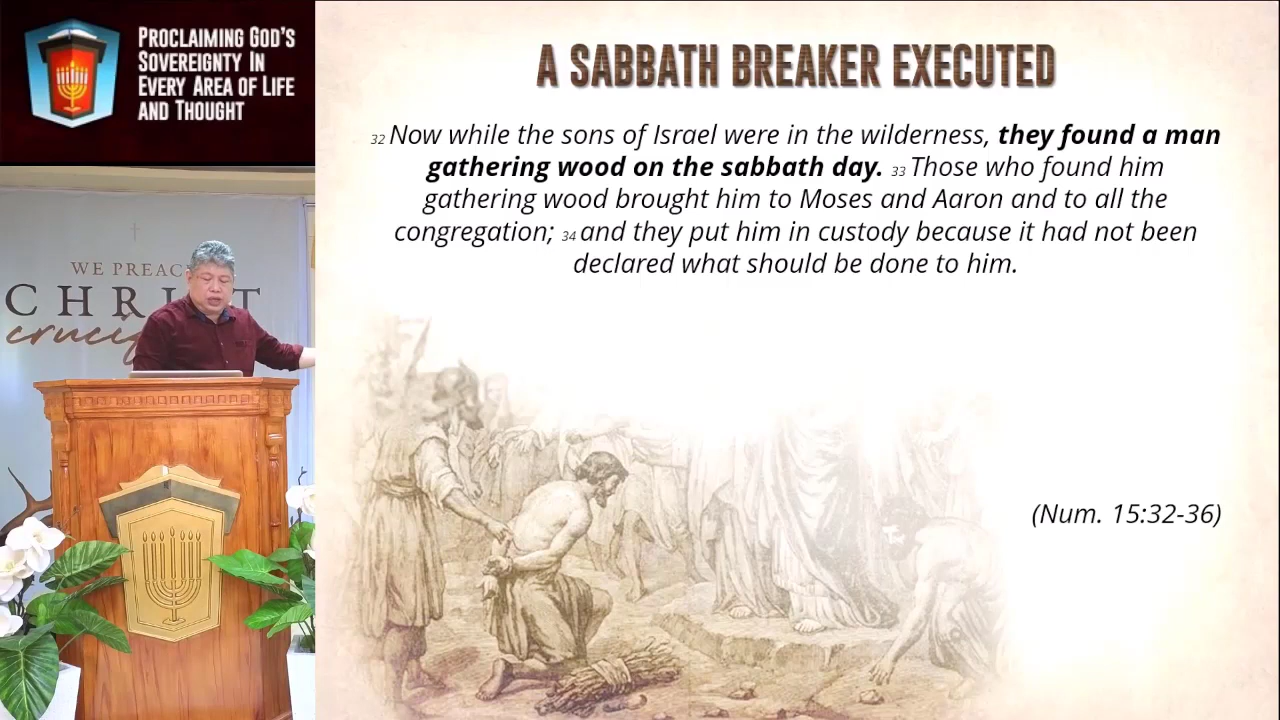 PROCLAIMING GOD'S
SOVEREIGNTY IN
EVERY AREA OF LIFE
AND THOUGHT
WE PREACH
CHRIST
A SABBATH BREAKER EXECUTED
32 Now while the sons of Israel were in the wilderness, they found a man
gathering wood on the sabbath day. 33 Those who found him
gathering wood brought him to Moses and Aaron and to all the
congregation; 34 and they put him in custody because it had not been
declared what should be done to him.
(Num. 15:32-36)